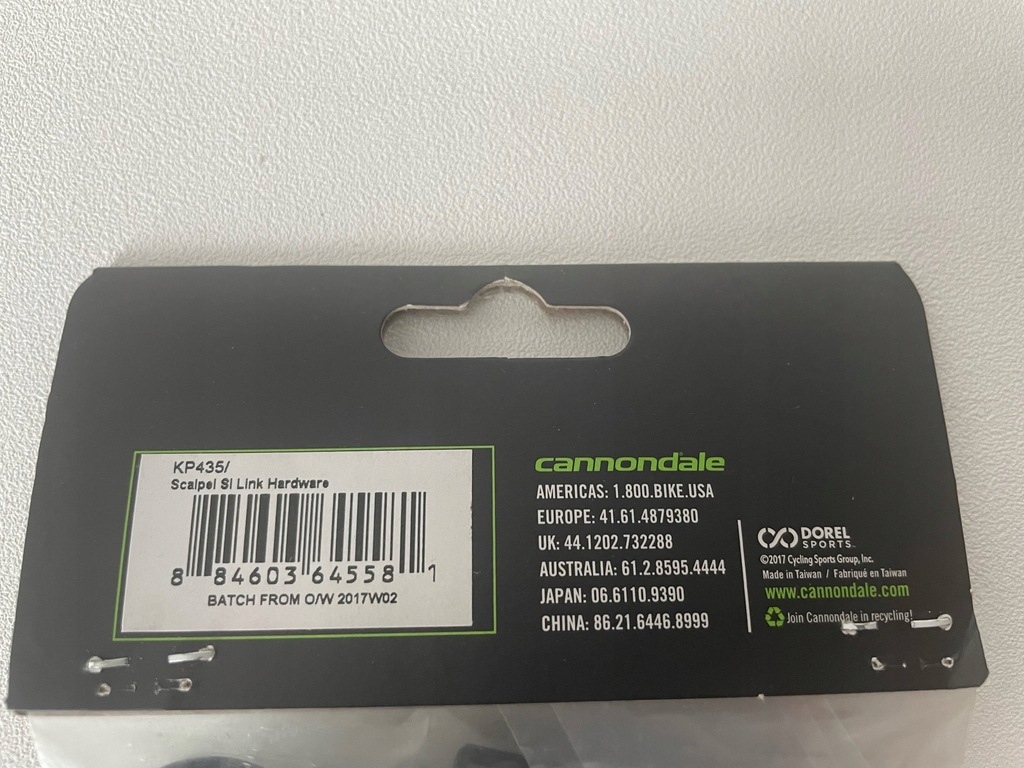 KP435/
Scalpel Si Link Hardware
8 84603 64558 1
BATCH FROM O/W 2017W02
cannondale
AMERICAS: 1.800.BIKE.USA
EUROPE: 41.61.4879380
UK: 44.1202.732288
AUSTRALIA: 61.2.8595.4444
JAPAN: 06.6110.9390
CHINA: 86.21.6446.8999
DOREL
SPORTS™
©2017 Cycling Sports Group, Inc.
Made in Taiwan / Fabriqué en Taiwan
www.cannondale.com
Join Cannondale in recycling!